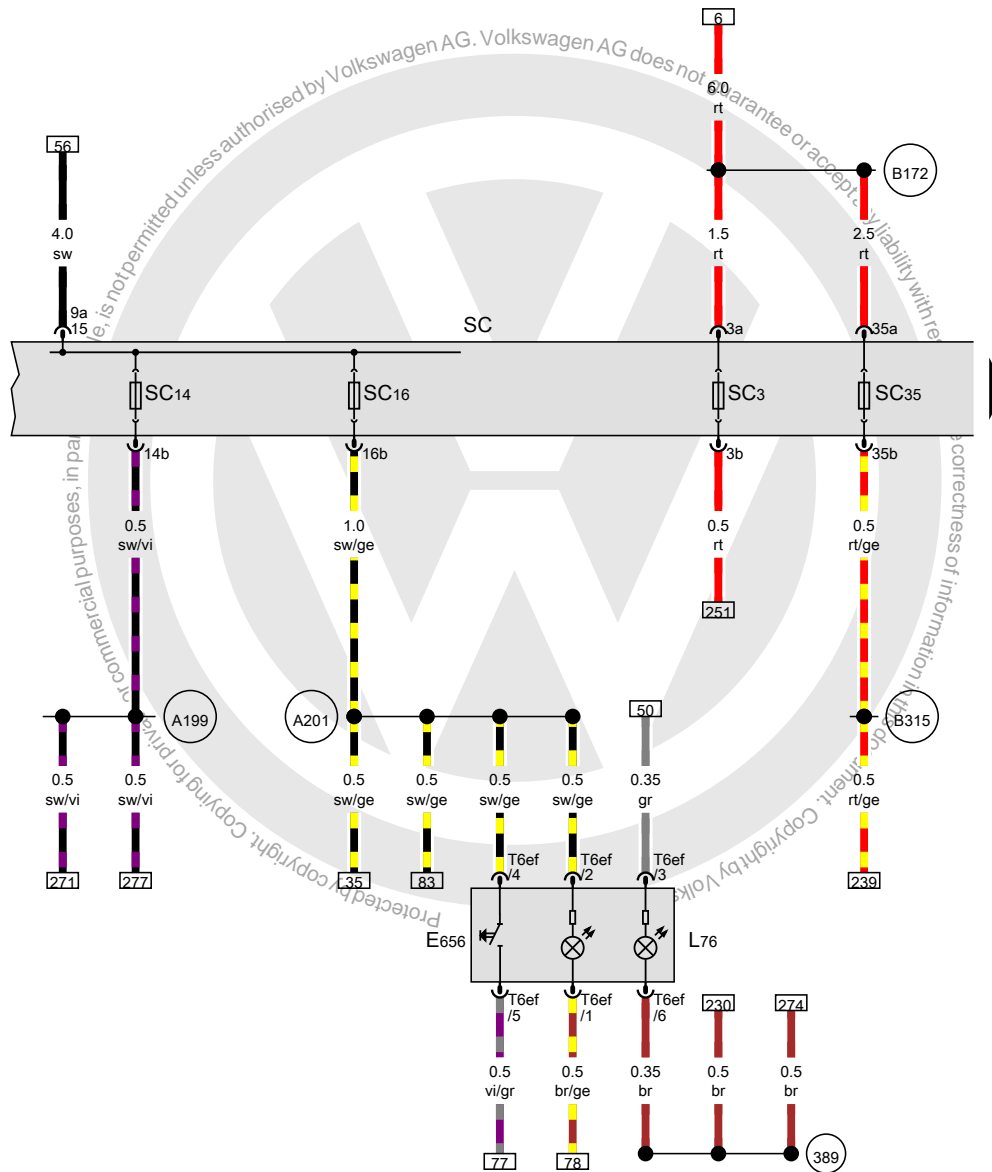 6
Protected by copyright. Copying for private or commercial purposes, in part or in whole, is not permitted unless authorised by Volkswagen AG. Volkswagen AG does not guarantee or accept any liability with respect to the correctness of information in this document. Copyright by Volkswagen AG.
6.0
rt
56
B172
4.0
sw
1.5
rt
2.5
rt
9a
15
SC
3a
35a
SC14
SC16
SC3
SC35
14b
16b
3b
35b
0.5
sw/vi
1.0
sw/ge
0.5
rt
0.5
rt/ge
251
A199
A201
50
B315
0.5
sw/vi
0.5
sw/vi
0.5
sw/ge
0.5
sw/ge
0.5
sw/ge
0.5
sw/ge
0.35
gr
0.5
rt/ge
271
277
35
83
T6ef
/4
T6ef
/2
T6ef
/3
239
E656
L76
T6ef
/5
T6ef
/1
T6ef
/6
230
274
0.5
vi/gr
0.5
br/ge
0.35
br
0.5
br
0.5
br
77
78
389